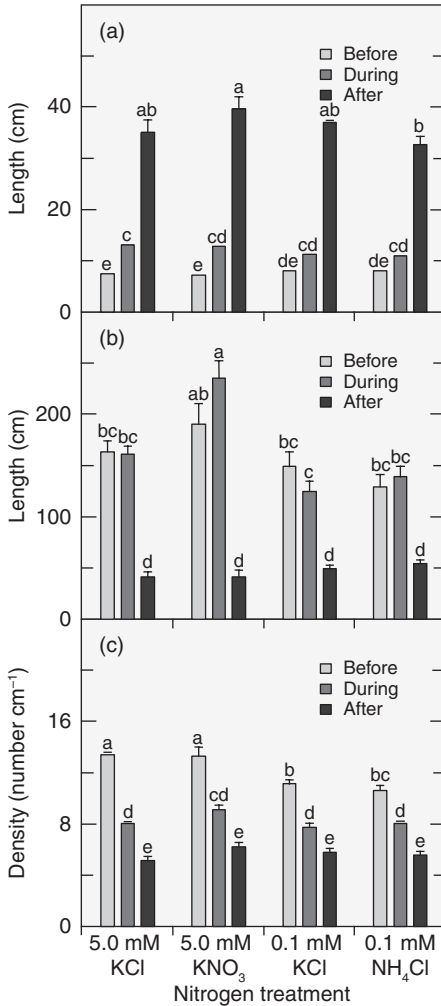 (a)
Before
During
After
Length (cm)
40
20
0
e c ab
e cd a
de cd ab
de cd b
(b)
Before
During
After
Length (cm)
200
100
0
bc bc d
ab a d
bc c d
bc bc d
(c)
Before
During
After
Density (number cm⁻¹)
16
8
0
a d e
a cd e
b d e
bc d e
5.0 mM 5.0 mM 0.1 mM 0.1 mM
KCl KNO₃ KCl NH₄Cl
Nitrogen treatment